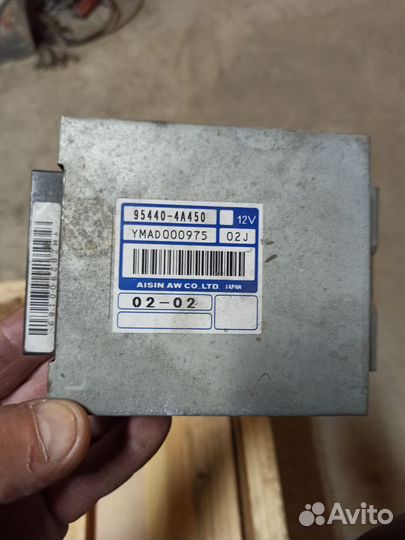 95440-4A450 12V
YMAD000975 02J
AISIN AW CO.,LTD. JAPAN
02-02
Avito